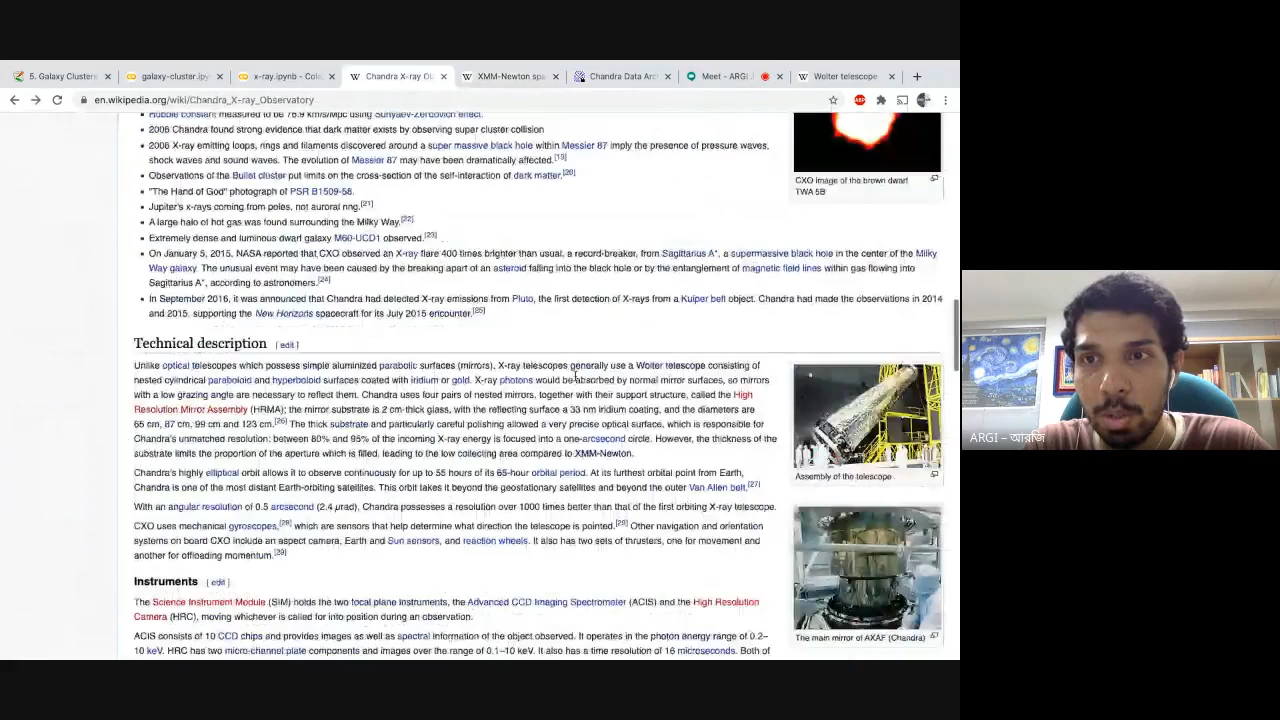 5. Galaxy Clusters
galaxy-cluster.ipyn
x-ray.ipynb - Cola
Chandra X-ray Ob
XMM-Newton spa
Chandra Data Arc
Meet - ARGI
Wolter telescope
en.wikipedia.org/wiki/Chandra_X-ray_Observatory
ABP
Hubble constant measured to be 76.9 km/s/Mpc using Sunyaev-Zel'dovich effect.
2006 Chandra found strong evidence that dark matter exists by observing super cluster collision
2006 X-ray emitting loops, rings and filaments discovered around a super massive black hole within Messier 87 imply the presence of pressure waves,
shock waves and sound waves. The evolution of Messier 87 may have been dramatically affected.[19]
Observations of the Bullet cluster put limits on the cross-section of the self-interaction of dark matter.[20]
"The Hand of God" photograph of PSR B1509-58.
Jupiter's x-rays coming from poles, not auroral ring.[21]
A large halo of hot gas was found surrounding the Milky Way.[22]
Extremely dense and luminous dwarf galaxy M60-UCD1 observed.[23]
On January 5, 2015, NASA reported that CXO observed an X-ray flare 400 times brighter than usual, a record-breaker, from Sagittarius A*, a supermassive black hole in the center of the Milky
Way galaxy. The unusual event may have been caused by the breaking apart of an asteroid falling into the black hole or by the entanglement of magnetic field lines within gas flowing into
Sagittarius A*, according to astronomers.[24]
In September 2016, it was announced that Chandra had detected X-ray emissions from Pluto, the first detection of X-rays from a Kuiper belt object. Chandra had made the observations in 2014
and 2015, supporting the New Horizons spacecraft for its July 2015 encounter.[25]
CXO image of the brown dwarf
TWA 5B
Technical description [ edit ]
Unlike optical telescopes which possess simple aluminized parabolic surfaces (mirrors), X-ray telescopes generally use a Wolter telescope consisting of
nested cylindrical paraboloid and hyperboloid surfaces coated with iridium or gold. X-ray photons would be absorbed by normal mirror surfaces, so mirrors
with a low grazing angle are necessary to reflect them. Chandra uses four pairs of nested mirrors, together with their support structure, called the High
Resolution Mirror Assembly (HRMA); the mirror substrate is 2 cm-thick glass, with the reflecting surface a 33 nm iridium coating, and the diameters are
65 cm, 87 cm, 99 cm and 123 cm.[26] The thick substrate and particularly careful polishing allowed a very precise optical surface, which is responsible for
Chandra's unmatched resolution: between 80% and 95% of the incoming X-ray energy is focused into a one-arcsecond circle. However, the thickness of the
substrate limits the proportion of the aperture which is filled, leading to the low collecting area compared to XMM-Newton.
Chandra's highly elliptical orbit allows it to observe continuously for up to 55 hours of its 65-hour orbital period. At its furthest orbital point from Earth,
Chandra is one of the most distant Earth-orbiting satellites. This orbit takes it beyond the geostationary satellites and beyond the outer Van Allen belt.[27]
With an angular resolution of 0.5 arcsecond (2.4 µrad), Chandra possesses a resolution over 1000 times better than that of the first orbiting X-ray telescope.
CXO uses mechanical gyroscopes,[28] which are sensors that help determine what direction the telescope is pointed.[29] Other navigation and orientation
systems on board CXO include an aspect camera, Earth and Sun sensors, and reaction wheels. It also has two sets of thrusters, one for movement and
another for offloading momentum.[29]
Assembly of the telescope
Instruments [ edit ]
The Science Instrument Module (SIM) holds the two focal plane instruments, the Advanced CCD Imaging Spectrometer (ACIS) and the High Resolution
Camera (HRC), moving whichever is called for into position during an observation.
ACIS consists of 10 CCD chips and provides images as well as spectral information of the object observed. It operates in the photon energy range of 0.2–
10 keV. HRC has two micro-channel plate components and images over the range of 0.1–10 keV. It also has a time resolution of 16 microseconds. Both of
The main mirror of AXAF (Chandra)
ARGI – আরজি